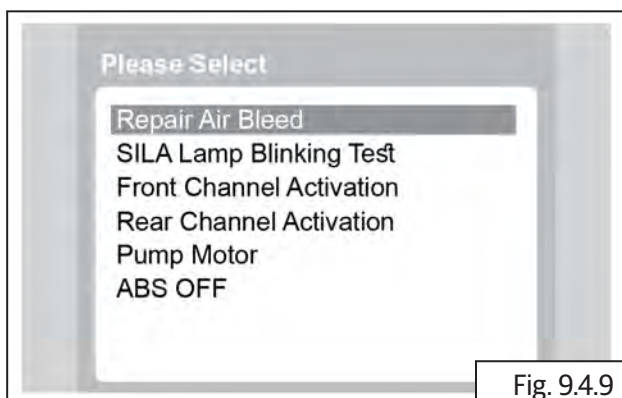 Please Select
Repair Air Bleed
SILA Lamp Blinking Test
Front Channel Activation
Rear Channel Activation
Pump Motor
ABS OFF
Fig. 9.4.9